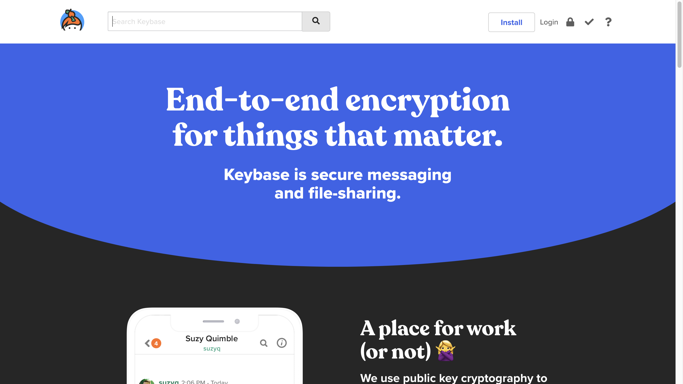 Search Keybase
Install
Login
?
End-to-end encryption
for things that matter.
Keybase is secure messaging
and file-sharing.
4
Suzy Quimble
suzyq
suzyq 2:06 PM - Today
A place for work
(or not) 🙅‍♀️
We use public key cryptography to